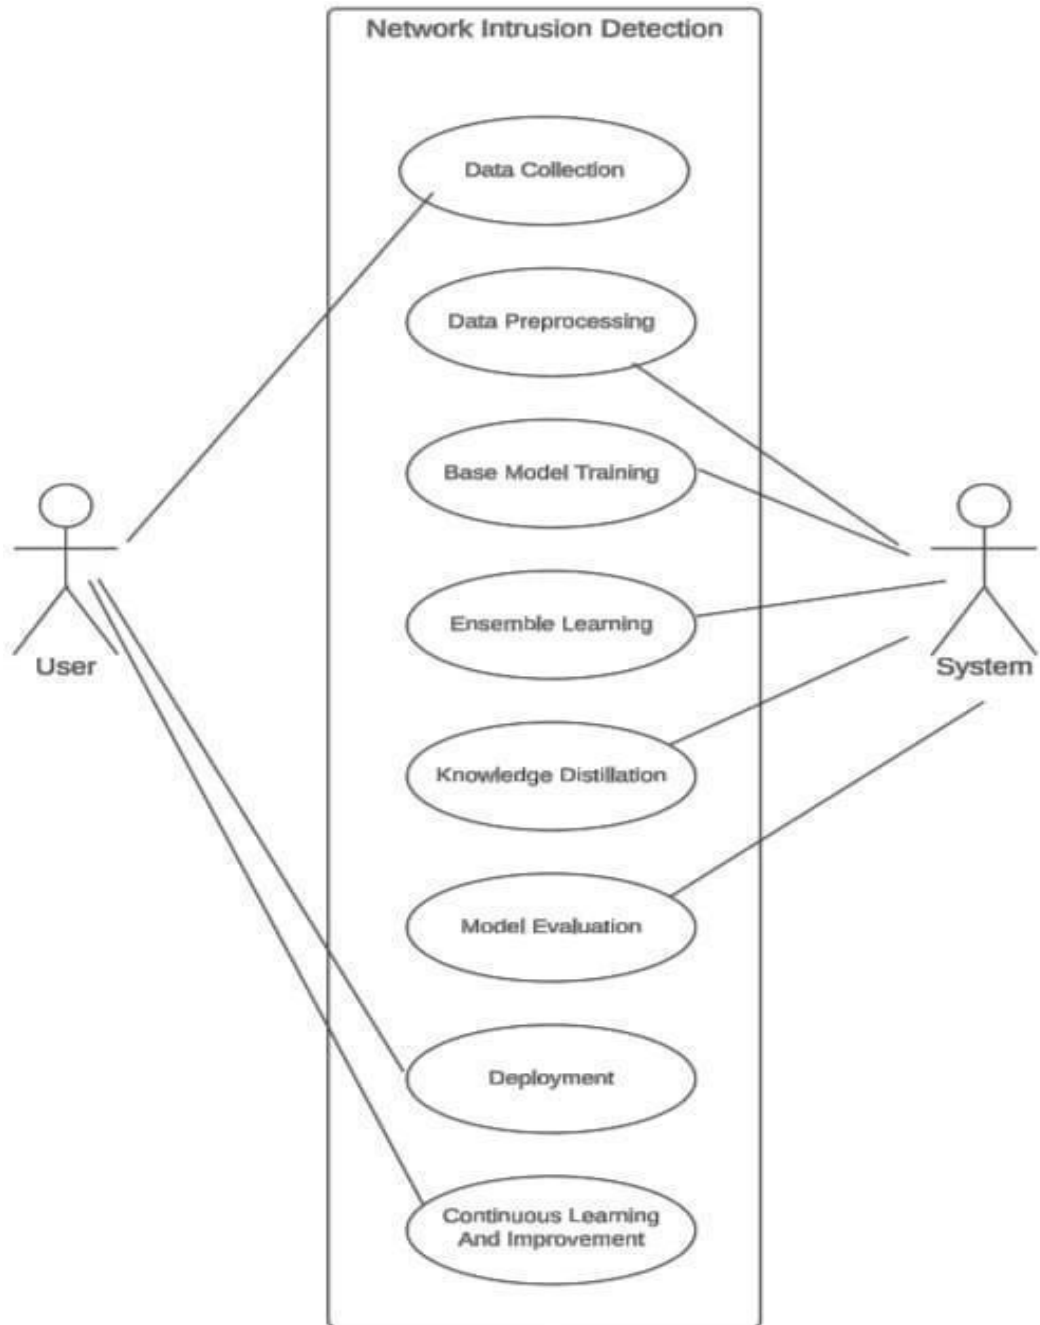 Network Intrusion Detection
Data Collection
Data Preprocessing
Base Model Training
Ensemble Learning
User
System
Knowledge Distillation
Model Evaluation
Deployment
Continuous Learning
And Improvement